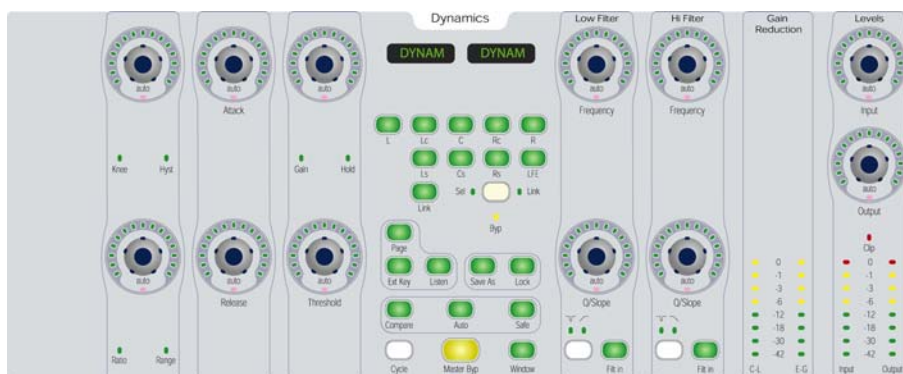 Dynamics
Low Filter
Hi Filter
Gain
Reduction
Levels
DYNAM DYNAM
auto auto auto auto auto auto
Attack
Frequency
Frequency
Input
L Lc C Rc R
Knee Hyst
Gain Hold
Ls Cs Rs LFE
Link
Sel Link
Byp
auto
Output
Page
Clip
auto auto auto auto auto
Ext Key Listen Save As Lock
Release
Threshold
Q/Slope
Q/Slope
0 0
-1 -1
-3 -3
-6 -6
-12 -12
-18 -18
-30 -30
-42 -42
Compare Auto Safe
Ratio Range
Cycle Master Byp Window
Filt in
Filt in
C-L E-G
Input Output